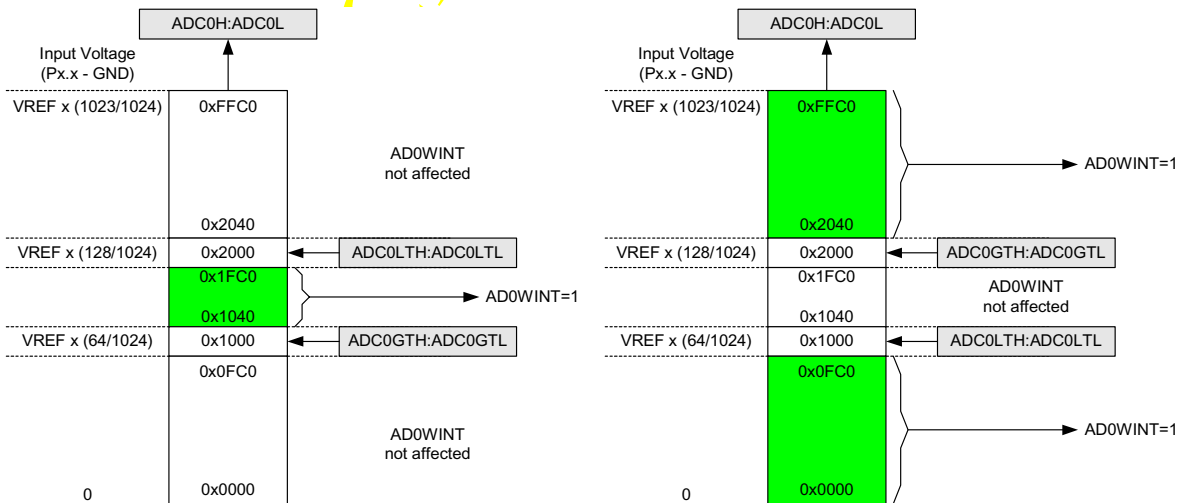 ADC0H:ADC0L
Input Voltage
(Px.x - GND)
VREF x (1023/1024)
0xFFC0
AD0WINT
not affected
0x2040
VREF x (128/1024)
0x2000
ADC0LTH:ADC0LTL
0x1FC0
AD0WINT=1
0x1040
VREF x (64/1024)
0x1000
ADC0GTH:ADC0GTL
0x0FC0
AD0WINT
not affected
0
0x0000
ADC0H:ADC0L
Input Voltage
(Px.x - GND)
VREF x (1023/1024)
0xFFC0
AD0WINT=1
0x2040
VREF x (128/1024)
0x2000
ADC0GTH:ADC0GTL
0x1FC0
AD0WINT
not affected
0x1040
VREF x (64/1024)
0x1000
ADC0LTH:ADC0LTL
0x0FC0
AD0WINT=1
0
0x0000